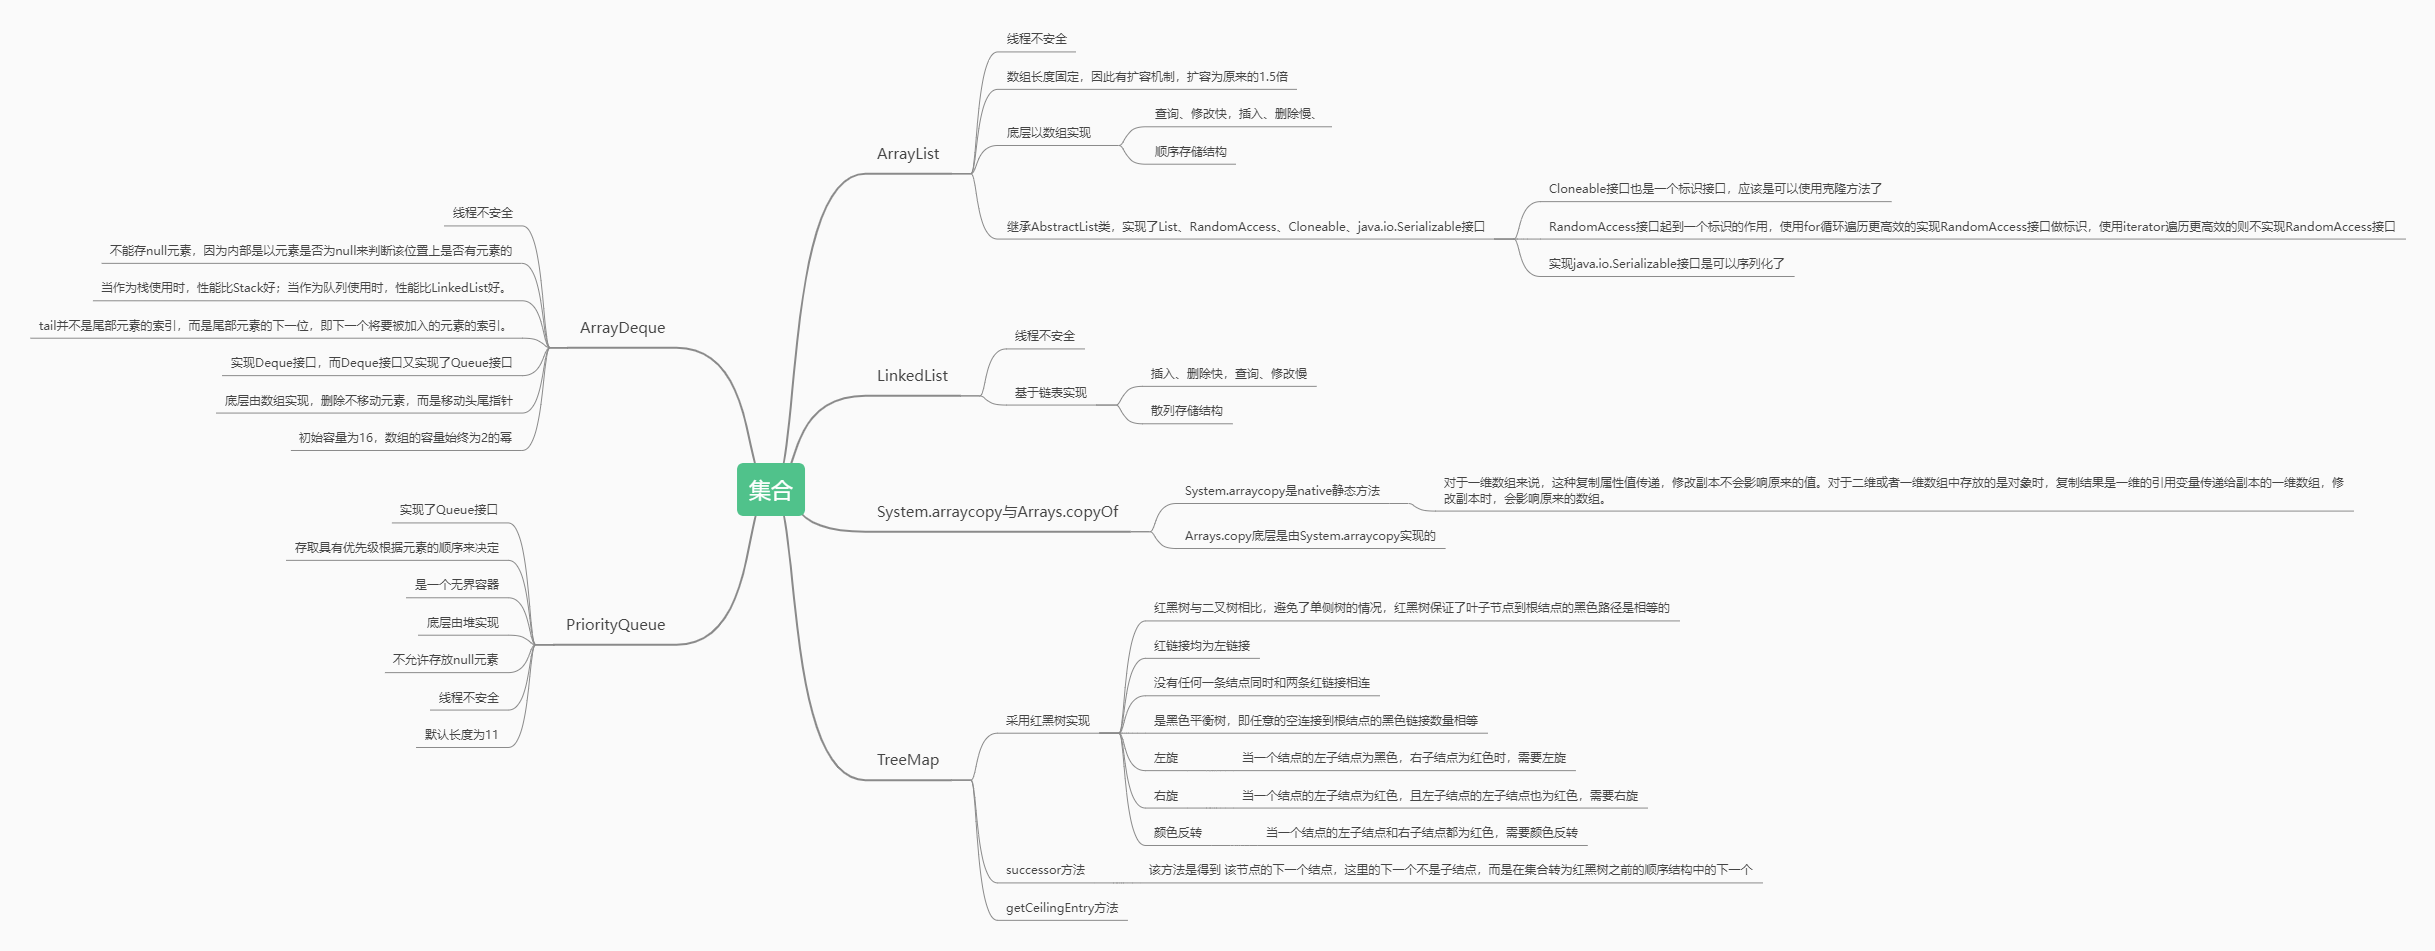 集合
ArrayList
线程不安全
数组长度固定，因此有扩容机制，扩容为原来的1.5倍
底层以数组实现
查询、修改快，插入、删除慢、
顺序存储结构
继承AbstractList类，实现了List、RandomAccess、Cloneable、java.io.Serializable接口
Cloneable接口也是一个标识接口，应该是可以使用克隆方法了
RandomAccess接口起到一个标识的作用，使用for循环遍历更高效的实现RandomAccess接口做标识，使用iterator遍历更高效的则不实现RandomAccess接口
实现java.io.Serializable接口是可以序列化了
LinkedList
线程不安全
基于链表实现
插入、删除快，查询、修改慢
散列存储结构
System.arraycopy与Arrays.copyOf
System.arraycopy是native静态方法
对于一维数组来说，这种复制属性值传递，修改副本不会影响原来的值。对于二维或者一维数组中存放的是对象时，复制结果是一维的引用变量传递给副本的一维数组，修
改副本时，会影响原来的数组。
Arrays.copy底层是由System.arraycopy实现的
TreeMap
采用红黑树实现
红黑树与二叉树相比，避免了单侧树的情况，红黑树保证了叶子节点到根结点的黑色路径是相等的
红链接均为左链接
没有任何一条结点同时和两条红链接相连
是黑色平衡树，即任意的空连接到根结点的黑色链接数量相等
左旋
当一个结点的左子结点为黑色，右子结点为红色时，需要左旋
右旋
当一个结点的左子结点为红色，且左子结点的左子结点也为红色，需要右旋
颜色反转
当一个结点的左子结点和右子结点都为红色，需要颜色反转
successor方法
该方法是得到 该节点的下一个结点，这里的下一个不是子结点，而是在集合转为红黑树之前的顺序结构中的下一个
getCeilingEntry方法
ArrayDeque
线程不安全
不能存null元素，因为内部是以元素是否为null来判断该位置上是否有元素的
当作为栈使用时，性能比Stack好；当作为队列使用时，性能比LinkedList好。
tail并不是尾部元素的索引，而是尾部元素的下一位，即下一个将要被加入的元素的索引。
实现Deque接口，而Deque接口又实现了Queue接口
底层由数组实现，删除不移动元素，而是移动头尾指针
初始容量为16，数组的容量始终为2的幂
PriorityQueue
实现了Queue接口
存取具有优先级根据元素的顺序来决定
是一个无界容器
底层由堆实现
不允许存放null元素
线程不安全
默认长度为11